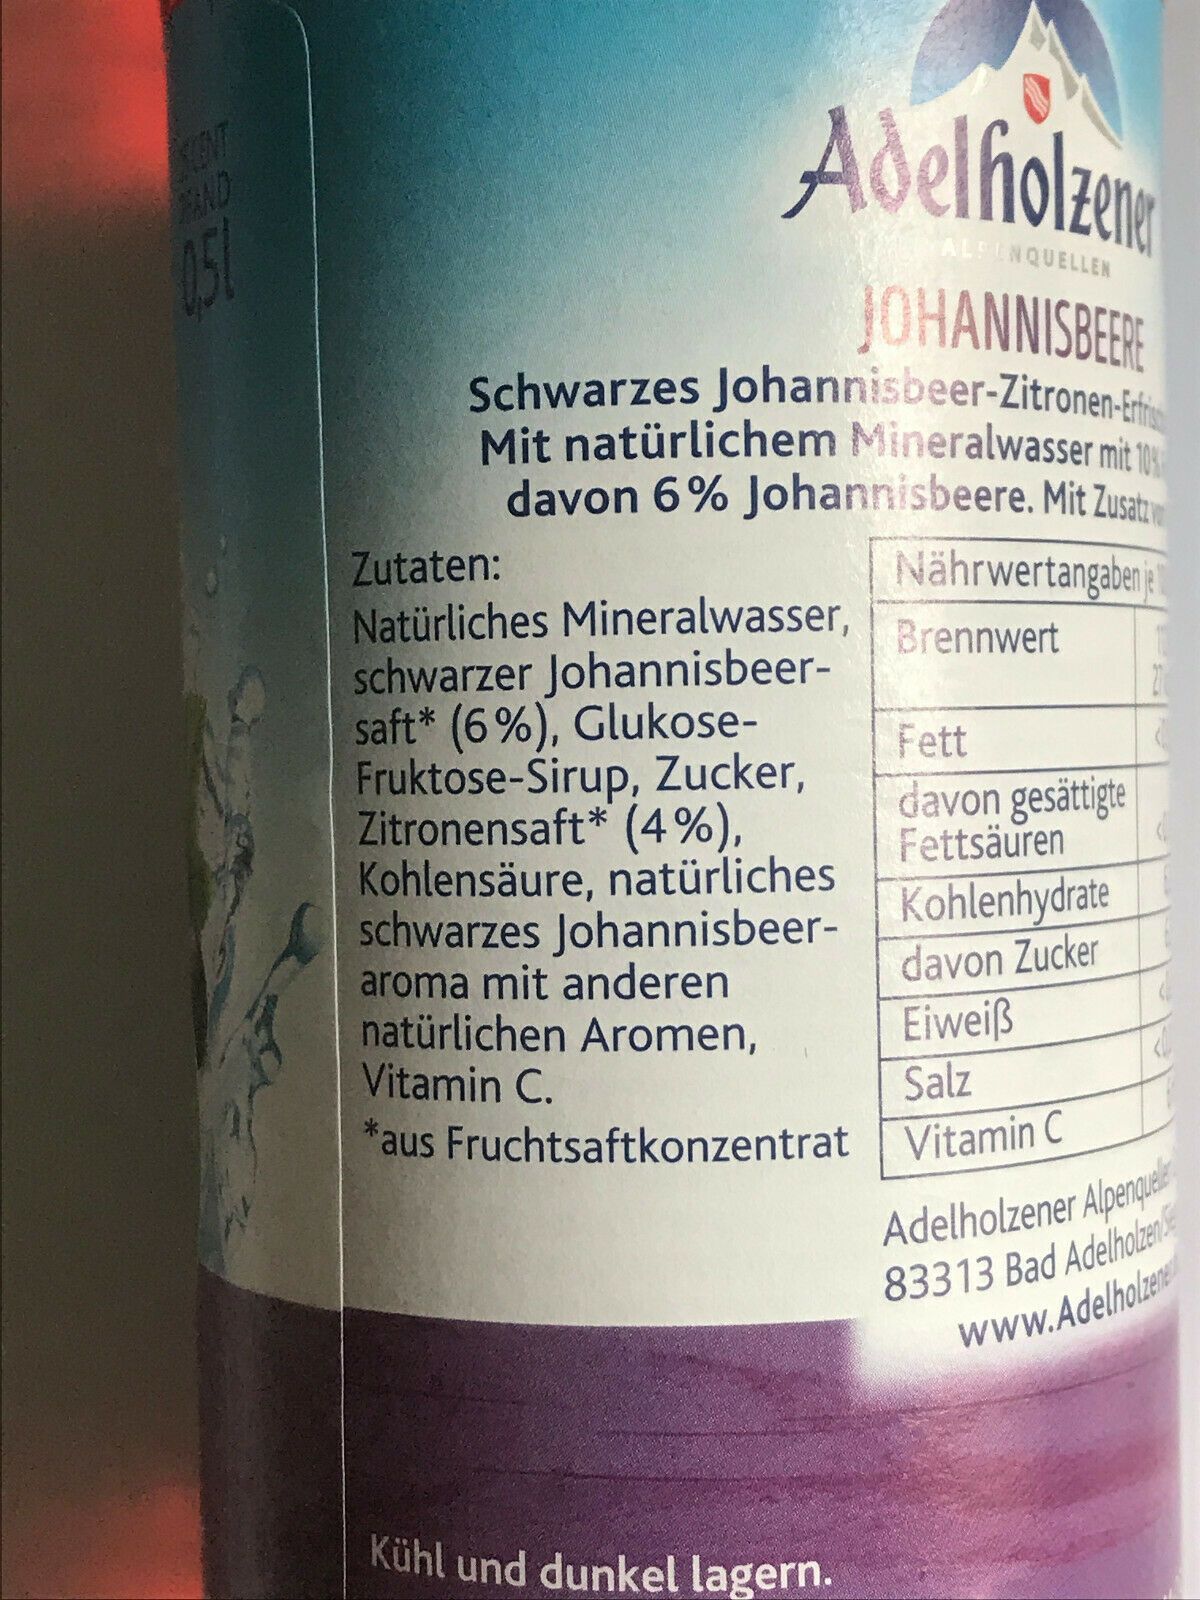 0,5l
Adelholzener
ALPENQUELLEN
JOHANNISBEERE
Schwarzes Johannisbeer-Zitronen-
Mit natürlichem Mineralwasser mit 10%
davon 6% Johannisbeere. Mit Zusatz
Zutaten:
Natürliches Mineralwasser,
schwarzer Johannisbeer-
saft* (6%), Glukose-
Fruktose-Sirup, Zucker,
Zitronensaft* (4%),
Kohlensäure, natürliches
schwarzes Johannisbeer-
aroma mit anderen
natürlichen Aromen,
Vitamin C.
*aus Fruchtsaftkonzentrat
Nährwertangaben je
Brennwert
Fett
davon gesättigte
Fettsäuren
Kohlenhydrate
davon Zucker
Eiweiß
Salz
Vitamin C
Adelholzener
83313 Bad Adelholzen/
www.Adelholzener
Kühl und dunkel lagern.